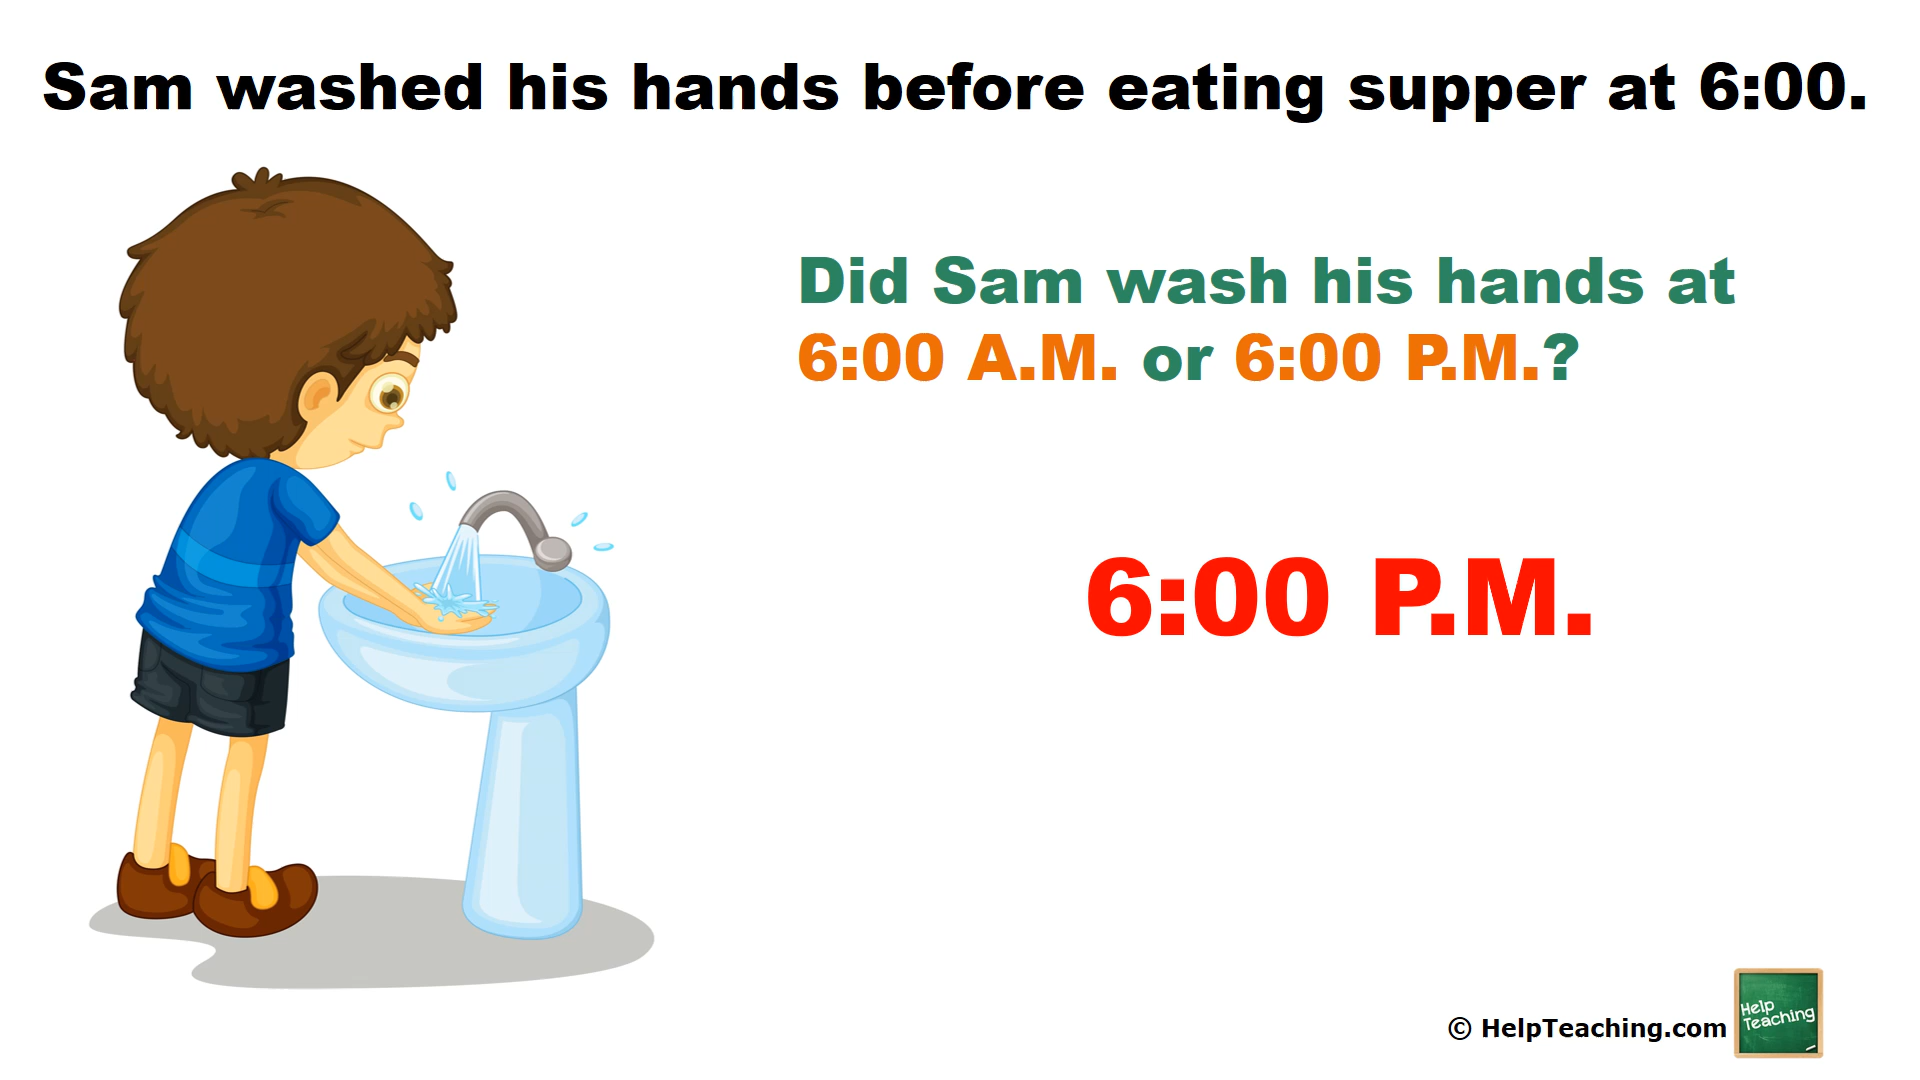 Sam washed his hands before eating supper at 6:00.
Did Sam wash his hands at
6:00 A.M. or 6:00 P.M.?
6:00 P.M.
© HelpTeaching.com
Help
Teaching